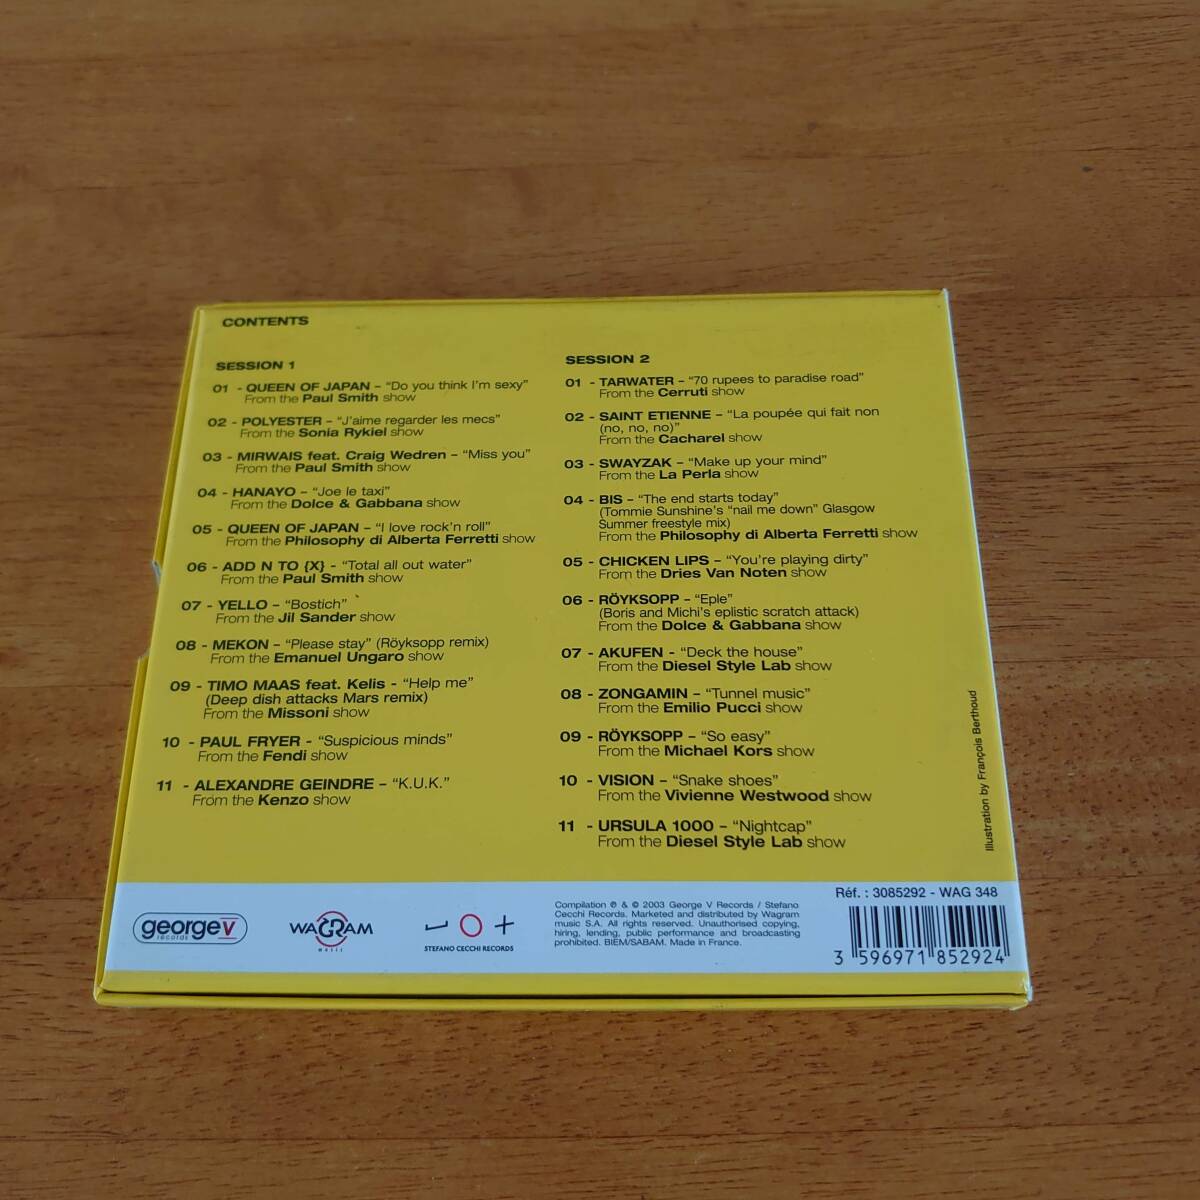 CONTENTS
SESSION 1
01 - QUEEN OF JAPAN – “Do you think I’m sexy”
From the Paul Smith show
02 - POLYESTER – “J’aime regarder les mecs”
From the Sonia Rykiel show
03 - MIRWAIS feat. Craig Wedren – “Miss you”
From the Paul Smith show
04 - HANAYO – “Joe le taxi”
From the Dolce & Gabbana show
05 - QUEEN OF JAPAN – “I love rock’n roll”
From the Philosophy di Alberta Ferretti show
06 - ADD N TO {X} - “Total all out water”
From the Paul Smith show
07 - YELLO – “Bostich”
From the Jil Sander show
08 - MEKON – “Please stay” (Röyksopp remix)
From the Emanuel Ungaro show
09 - TIMO MAAS feat. Kelis - “Help me”
(Deep dish attacks Mars remix)
From the Missoni show
10 - PAUL FRYER – “Suspicious minds”
From the Fendi show
11 - ALEXANDRE GEINDRE – “K.U.K.”
From the Kenzo show
SESSION 2
01 - TARWATER – “70 rupees to paradise road”
From the Cerruti show
02 - SAINT ETIENNE – “La poupée qui fait non
(no, no, no)”
From the Cacharel show
03 - SWAYZAK – “Make up your mind”
From the La Perla show
04 - BIS – “The end starts today”
(Tommie Sunshine’s “nail me down” Glasgow
Summer freestyle mix)
From the Philosophy di Alberta Ferretti show
05 - CHICKEN LIPS – “You’re playing dirty”
From the Dries Van Noten show
06 - RÖYKSOPP – “Eple”
(Boris and Michi’s eplistic scratch attack)
From the Dolce & Gabbana show
07 - AKUFEN – “Deck the house”
From the Diesel Style Lab show
08 - ZONGAMIN – “Tunnel music”
From the Emilio Pucci show
09 - RÖYKSOPP – “So easy”
From the Michael Kors show
10 - VISION – “Snake shoes”
From the Vivienne Westwood show
11 - URSULA 1000 – “Nightcap”
From the Diesel Style Lab show
Illustration by François Berthoud
georgeV
records
WAGRAM
MUSIC
STEFANO CECCHI RECORDS
Compilation ℗ & © 2003 George V Records / Stefano
Cecchi Records. Marketed and distributed by Wagram
music S.A. All rights reserved. Unauthorised copying,
hiring, lending, public performance and broadcasting
prohibited. BIEM/SABAM. Made in France.
Réf. : 3085292 - WAG 348
3 596971 852924